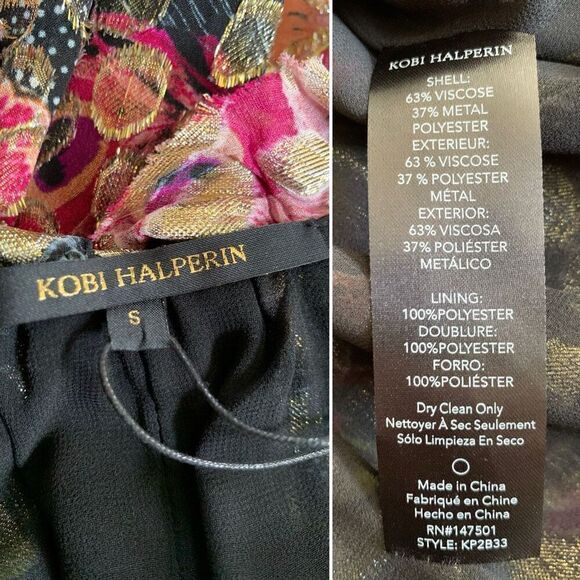 KOBI HALPERIN
S
KOBI HALPERIN
SHELL:
63% VISCOSE
37% METAL
POLYESTER
EXTERIEUR:
63 % VISCOSE
37 % POLYESTER
MÉTAL
EXTERIOR:
63% VISCOSA
37% POLIÉSTER
METÁLICO
LINING:
100%POLYESTER
DOUBLURE:
100%POLYESTER
FORRO:
100%POLIÉSTER
Dry Clean Only
Nettoyer À Sec Seulement
Sólo Limpieza En Seco
Made in China
Fabriqué en Chine
Hecho en China
RN#147501
STYLE: KP2B33